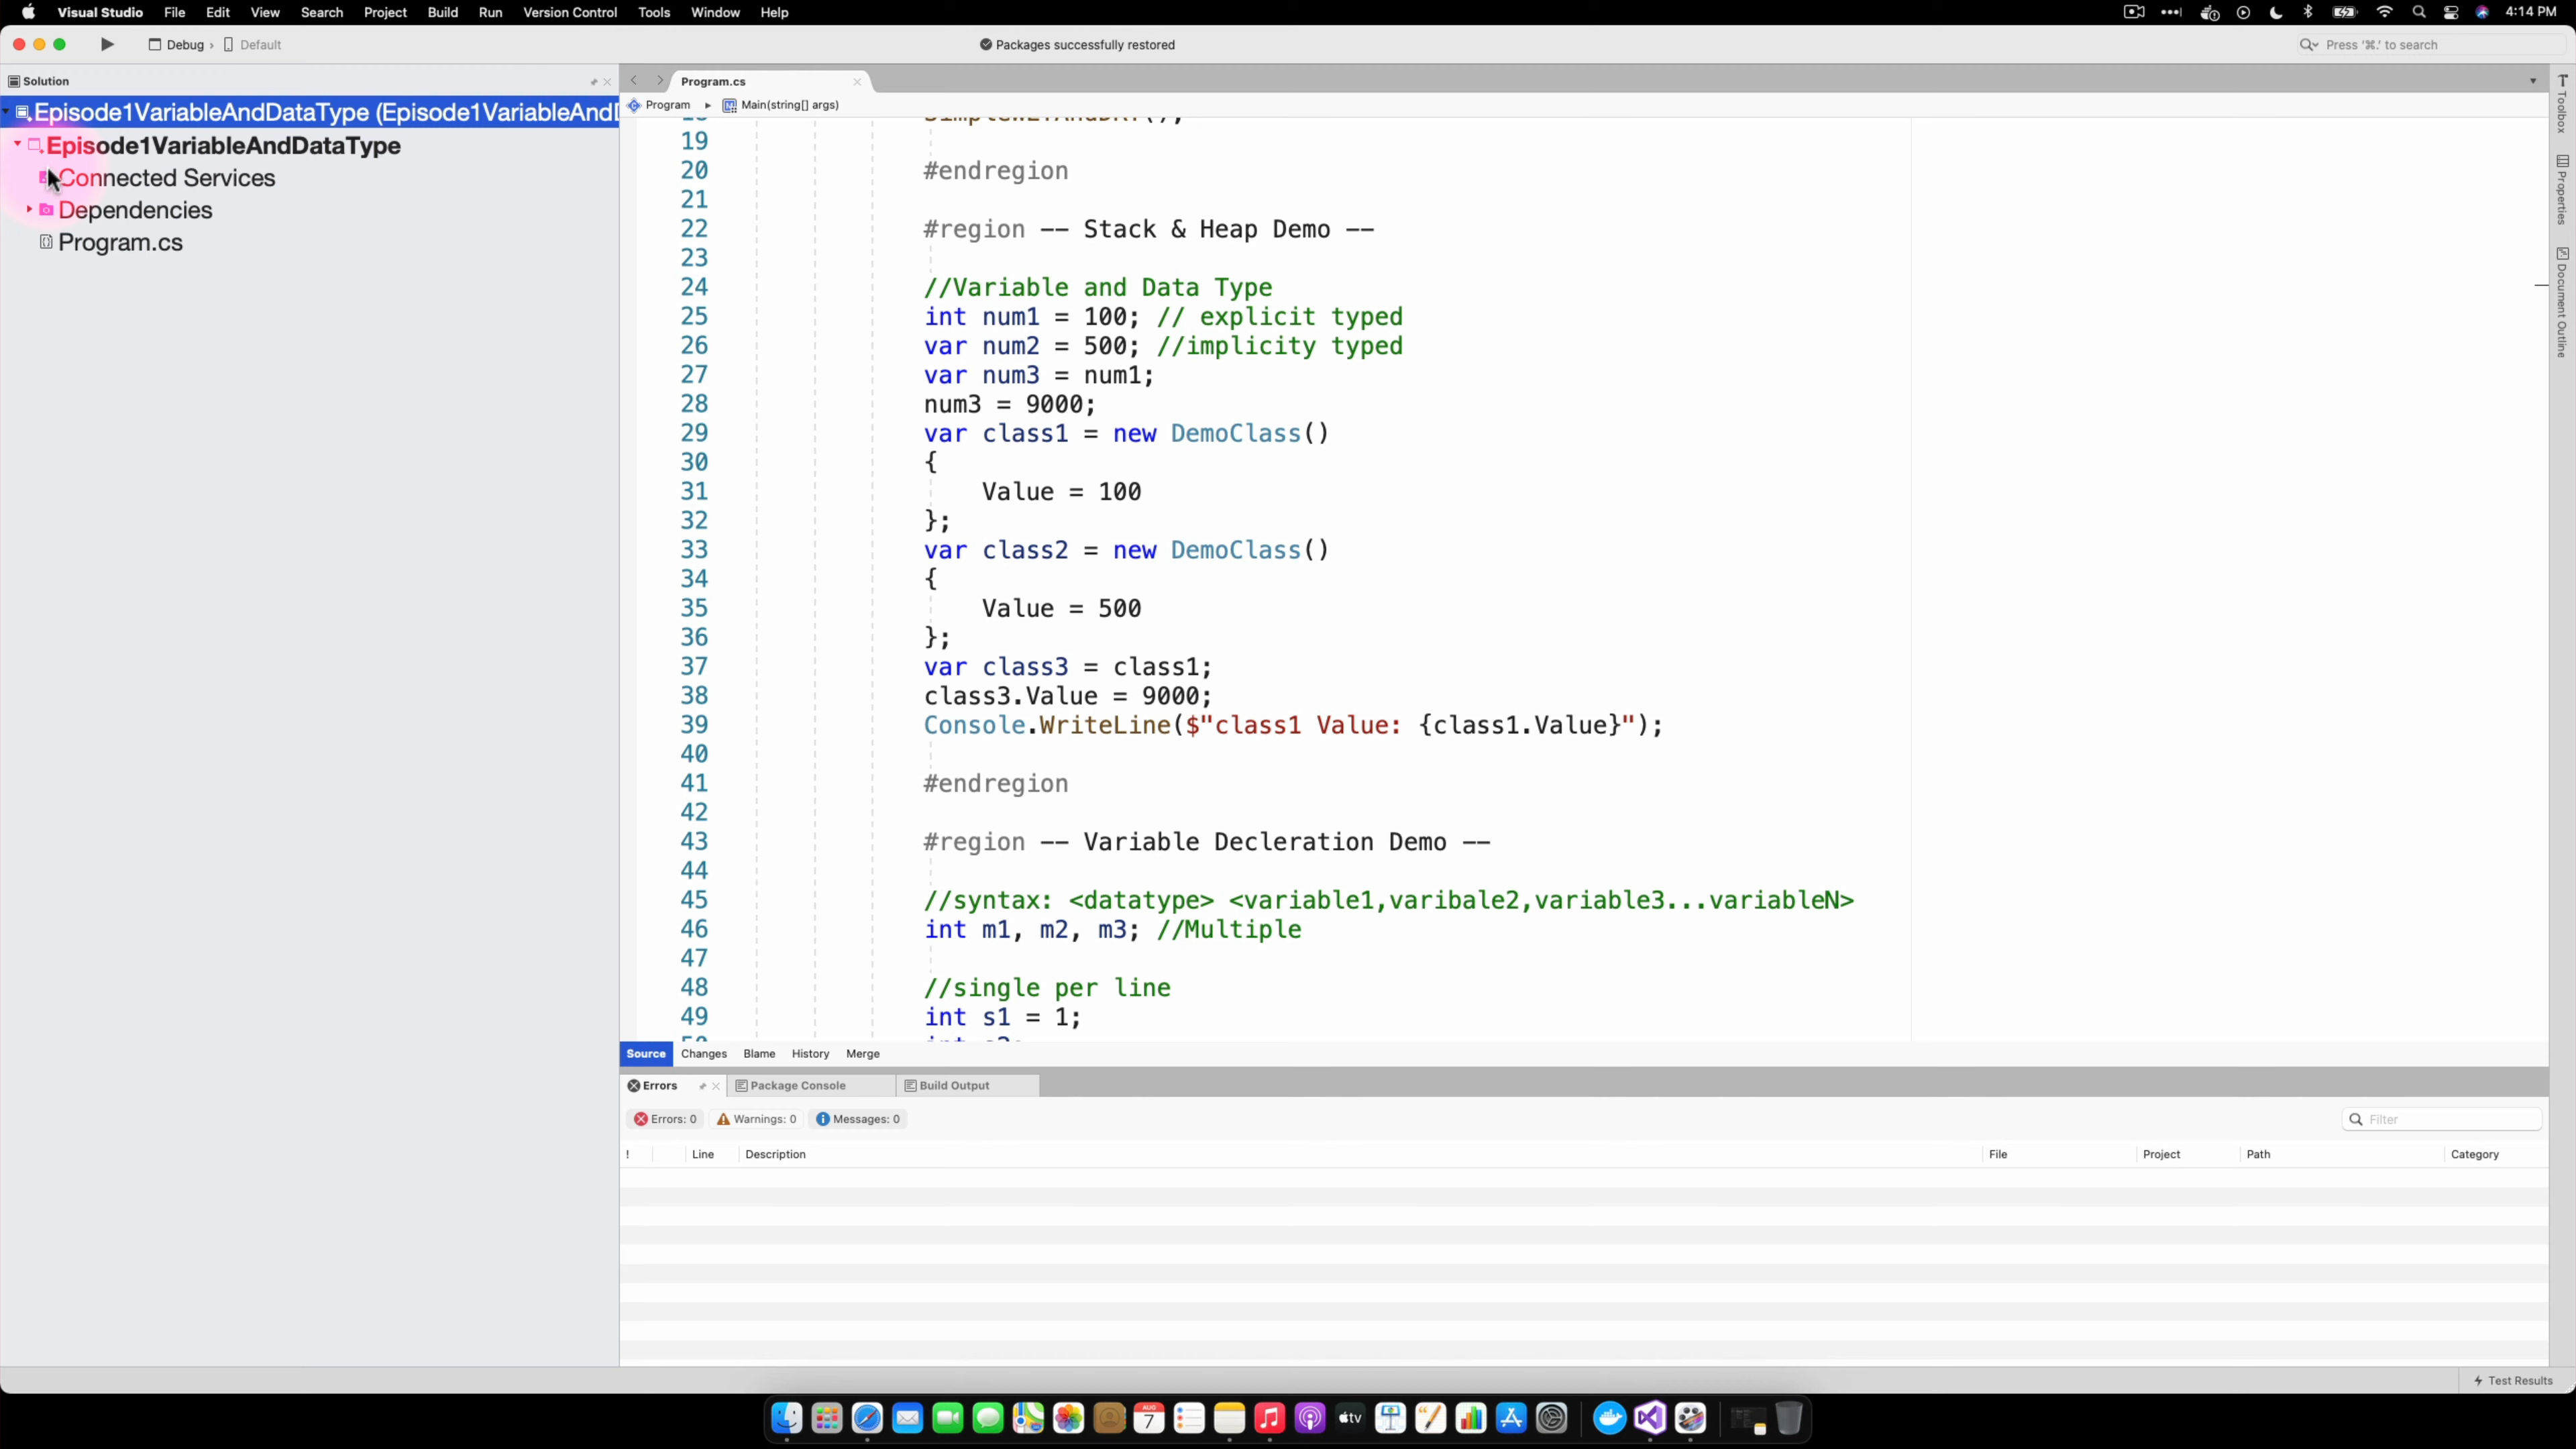 Visual Studio File Edit View Search Project Build Run Version Control Tools Window Help 4:14 PM
Debug › Default
Packages successfully restored
Press '⌘.' to search
Solution
Episode1VariableAndDataType (Episode1VariableAndD
Episode1VariableAndDataType
Connected Services
Dependencies
Program.cs
Program.cs
Program ▸ Main(string[] args)
19
20 #endregion
21
22 #region -- Stack & Heap Demo --
23
24 //Variable and Data Type
25 int num1 = 100; // explicit typed
26 var num2 = 500; //implicity typed
27 var num3 = num1;
28 num3 = 9000;
29 var class1 = new DemoClass()
30 {
31 Value = 100
32 };
33 var class2 = new DemoClass()
34 {
35 Value = 500
36 };
37 var class3 = class1;
38 class3.Value = 9000;
39 Console.WriteLine($"class1 Value: {class1.Value}");
40
41 #endregion
42
43 #region -- Variable Decleration Demo --
44
45 //syntax: <datatype> <variable1,varibale2,variable3...variableN>
46 int m1, m2, m3; //Multiple
47
48 //single per line
49 int s1 = 1;
Source Changes Blame History Merge
Errors Package Console Build Output
Errors: 0 Warnings: 0 Messages: 0
Filter
! Line Description File Project Path Category
Test Results
Toolbox
Properties
Document Outline
AUG
7
tv